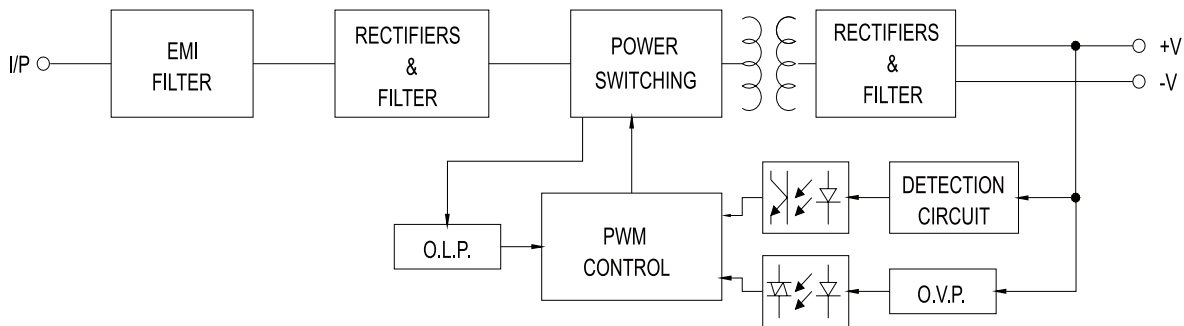 I/P
EMI
FILTER
RECTIFIERS
&
FILTER
POWER
SWITCHING
RECTIFIERS
&
FILTER
+V
-V
O.L.P.
PWM
CONTROL
DETECTION
CIRCUIT
O.V.P.